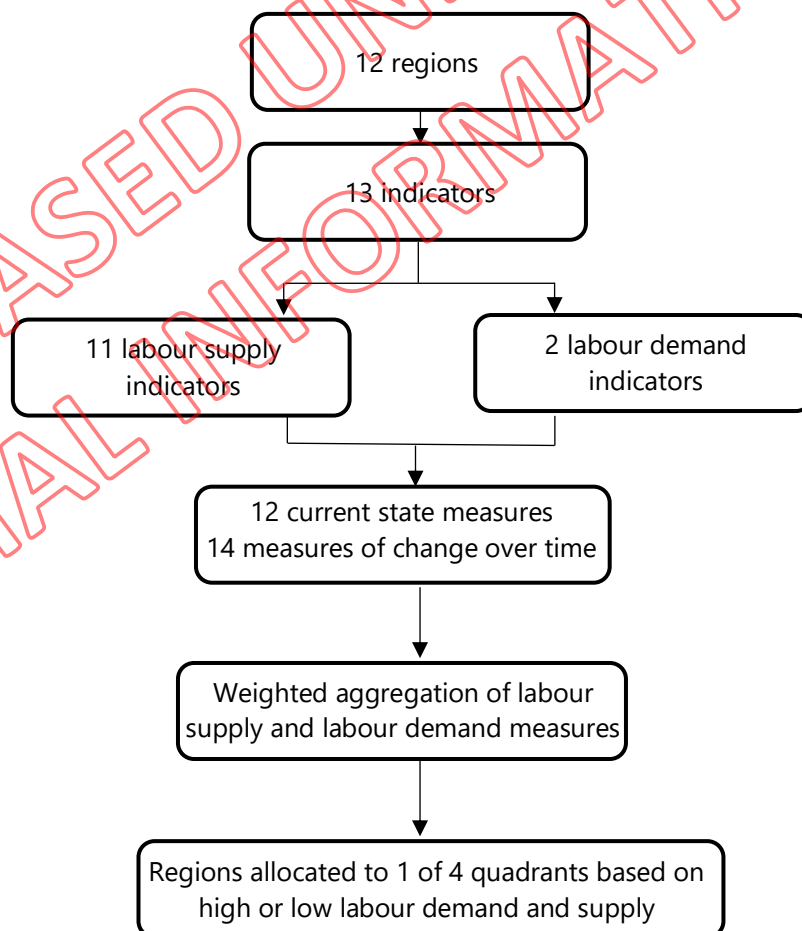 12 regions
13 indicators
11 labour supply
indicators
2 labour demand
indicators
12 current state measures
14 measures of change over time
Weighted aggregation of labour
supply and labour demand measures
Regions allocated to 1 of 4 quadrants based on
high or low labour demand and supply